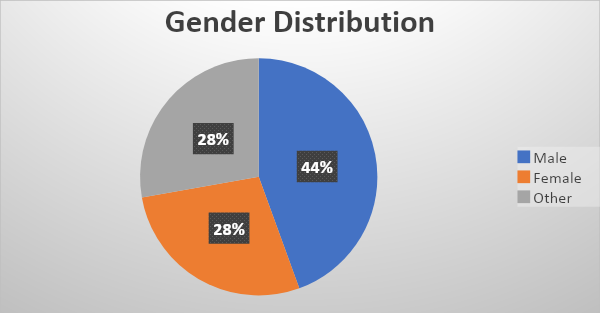 Gender Distribution
28%
44%
28%
Male
Female
Other